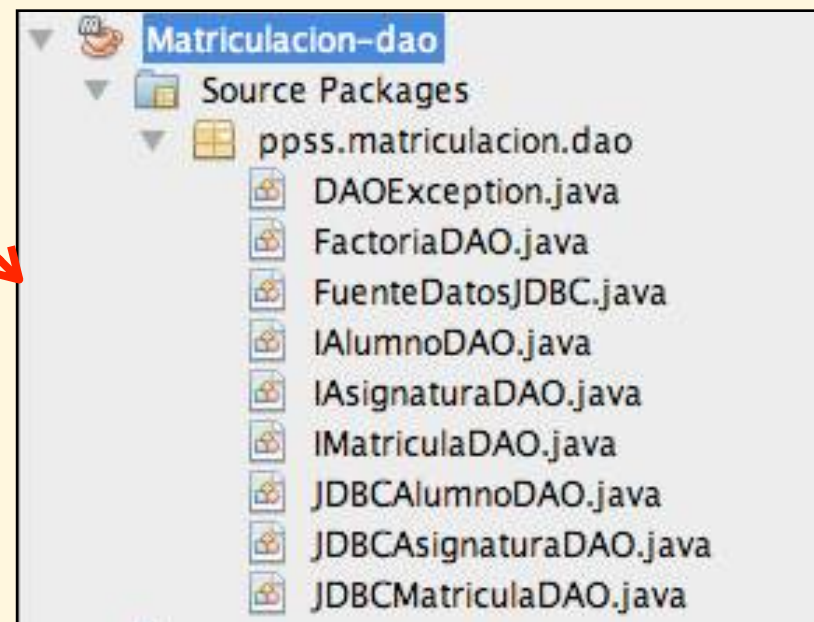 Matriculacion-dao
Source Packages
ppss.matriculacion.dao
DAOException.java
FactoriaDAO.java
FuenteDatosJDBC.java
IAlumnoDAO.java
IAsignaturaDAO.java
IMatriculaDAO.java
JDBCAlumnoDAO.java
JDBCAsignaturaDAO.java
JDBCMatriculaDAO.java